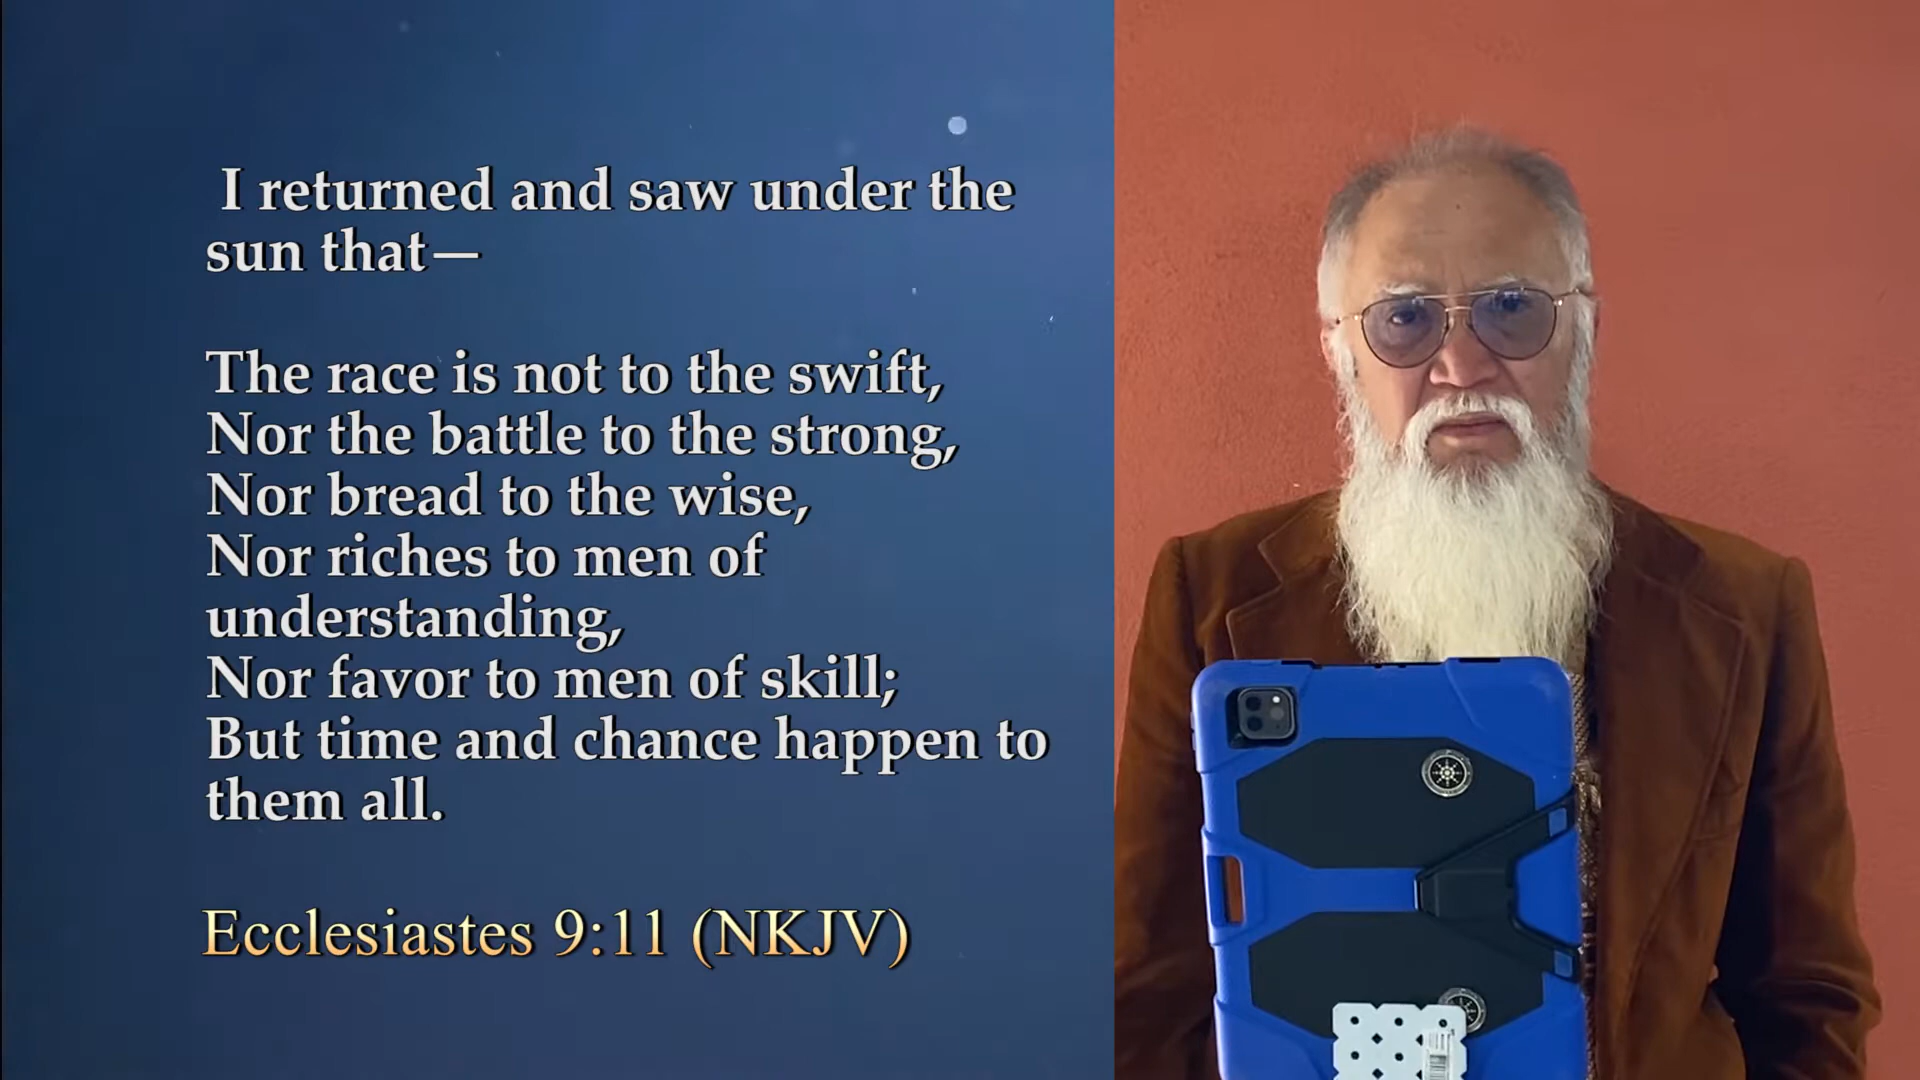 I returned and saw under the
sun that—
The race is not to the swift,
Nor the battle to the strong,
Nor bread to the wise,
Nor riches to men of
understanding,
Nor favor to men of skill;
But time and chance happen to
them all.
Ecclesiastes 9:11 (NKJV)